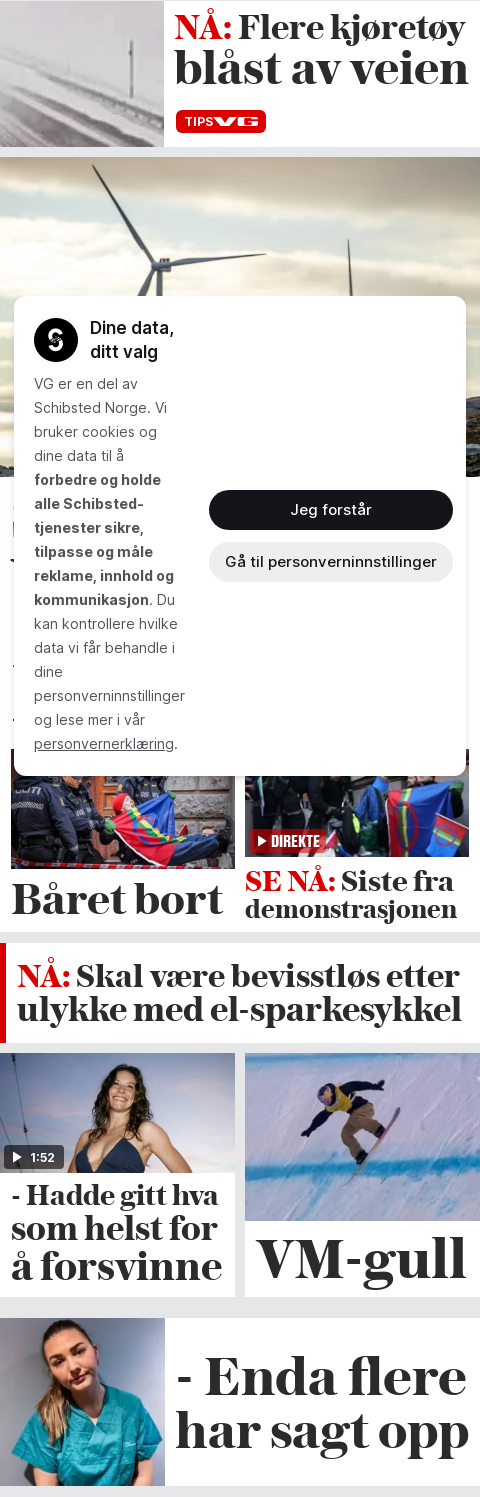 NÅ: Flere kjøretøy
blåst av veien
TIPS VG
Dine data,
ditt valg
VG er en del av
Schibsted Norge. Vi
bruker cookies og
dine data til å
forbedre og holde
alle Schibsted-
tjenester sikre,
tilpasse og måle
reklame, innhold og
kommunikasjon. Du
kan kontrollere hvilke
data vi får behandle i
dine
personverninnstillinger
og lese mer i vår
personvernerklæring.
Jeg forstår
Gå til personverninnstillinger
DIREKTE
Båret bort
SE NÅ: Siste fra
demonstrasjonen
NÅ: Skal være bevisstløs etter
ulykke med el-sparkesykkel
1:52
- Hadde gitt hva
som helst for
å forsvinne
VM-gull
- Enda flere
har sagt opp